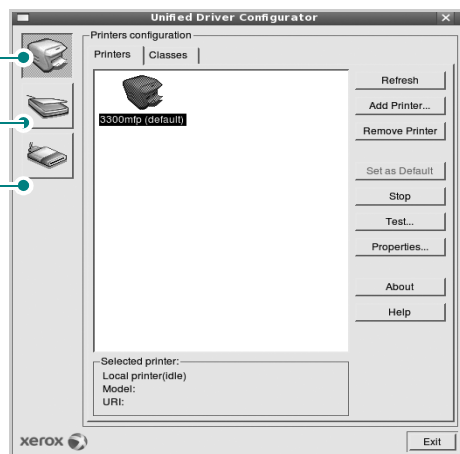 Unified Driver Configurator
Printers configuration
Printers
Classes
3300mfp (default)
Refresh
Add Printer...
Remove Printer
Set as Default
Stop
Test...
Properties...
About
Help
Selected printer:
Local printer(idle)
Model:
URI:
xerox
Exit